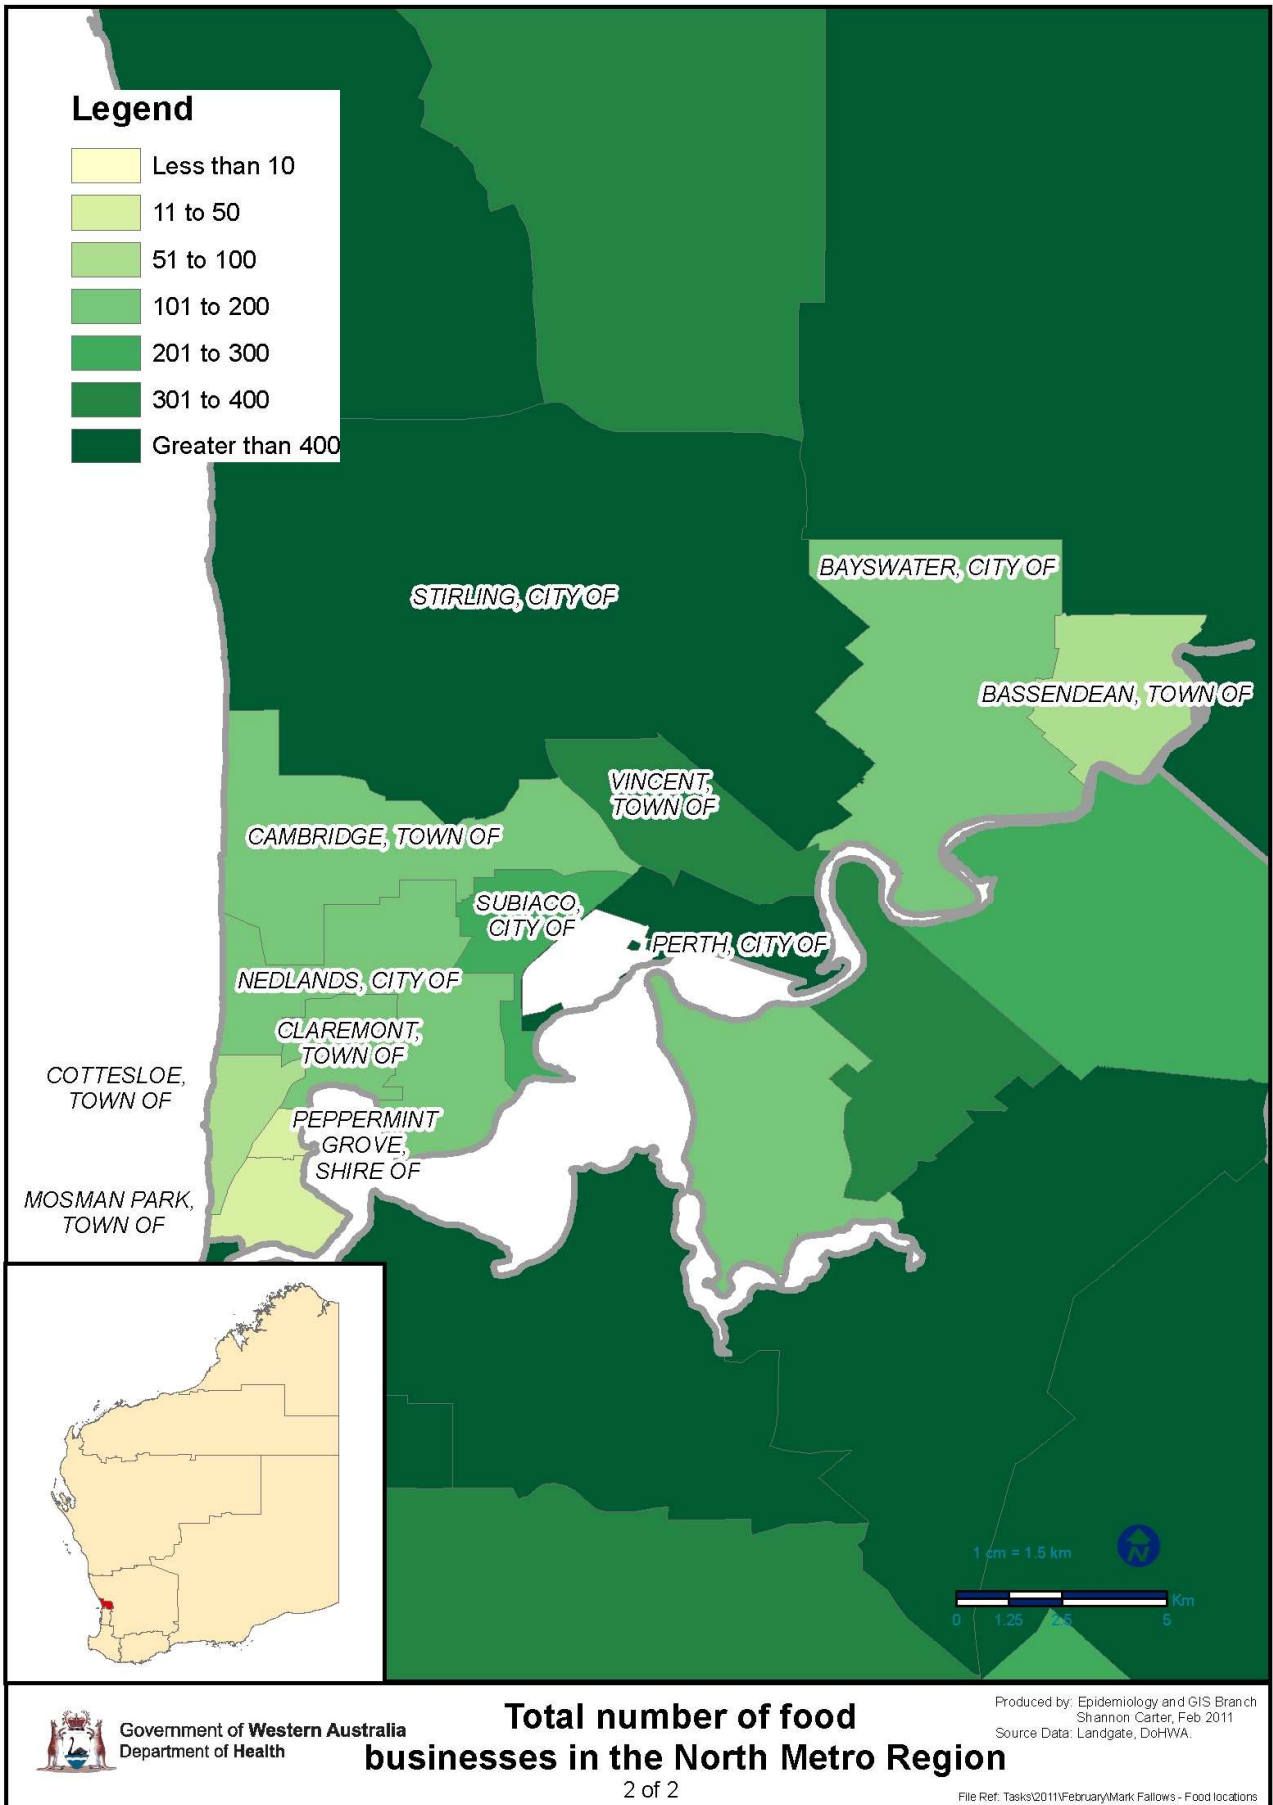 Legend
Less than 10
11 to 50
51 to 100
101 to 200
201 to 300
301 to 400
Greater than 400
STIRLING, CITY OF
BAYSWATER, CITY OF
BASSENDEAN, TOWN OF
VINCENT,
TOWN OF
CAMBRIDGE, TOWN OF
SUBIACO,
CITY OF
PERTH, CITY OF
NEDLANDS, CITY OF
CLAREMONT,
TOWN OF
COTTESLOE,
TOWN OF
PEPPERMINT
GROVE,
SHIRE OF
MOSMAN PARK,
TOWN OF
1 cm = 1.5 km
N
Km
0 1.25 2.5 5
Government of Western Australia
Department of Health
Total number of food
businesses in the North Metro Region
2 of 2
Produced by: Epidemiology and GIS Branch
Shannon Carter, Feb 2011
Source Data: Landgate, DoHWA.
File Ref: Tasks\2011\February\Mark Fallows - Food locations